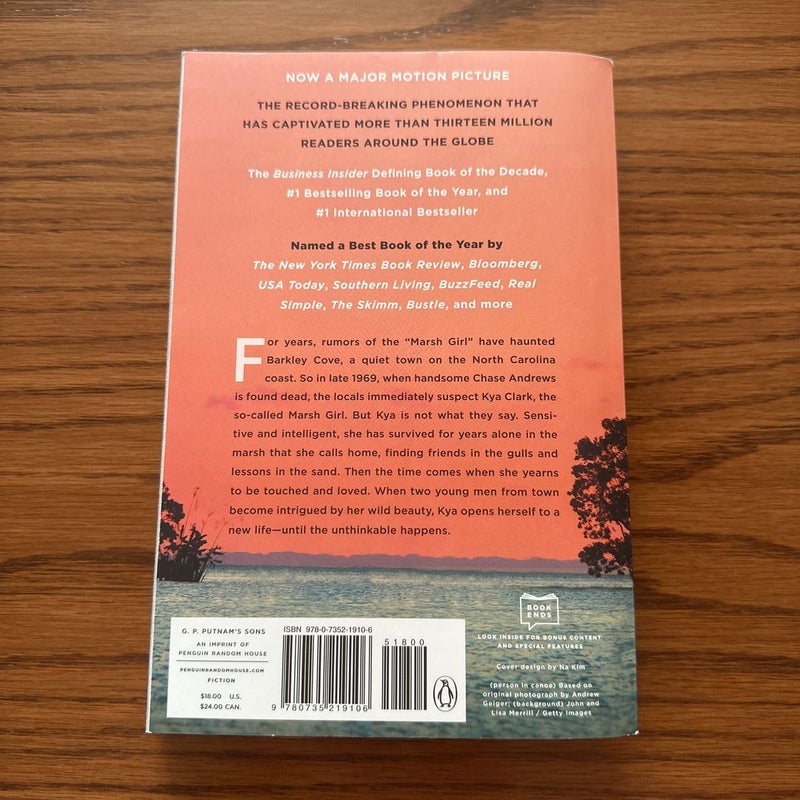 NOW A MAJOR MOTION PICTURE
THE RECORD-BREAKING PHENOMENON THAT
HAS CAPTIVATED MORE THAN THIRTEEN MILLION
READERS AROUND THE GLOBE
The Business Insider Defining Book of the Decade,
#1 Bestselling Book of the Year, and
#1 International Bestseller
Named a Best Book of the Year by
The New York Times Book Review, Bloomberg,
USA Today, Southern Living, BuzzFeed, Real
Simple, The Skimm, Bustle, and more
For years, rumors of the “Marsh Girl” have haunted
Barkley Cove, a quiet town on the North Carolina
coast. So in late 1969, when handsome Chase Andrews
is found dead, the locals immediately suspect Kya Clark, the
so-called Marsh Girl. But Kya is not what they say. Sensi-
tive and intelligent, she has survived for years alone in the
marsh that she calls home, finding friends in the gulls and
lessons in the sand. Then the time comes when she yearns
to be touched and loved. When two young men from town
become intrigued by her wild beauty, Kya opens herself to a
new life—until the unthinkable happens.
G. P. PUTNAM'S SONS
AN IMPRINT OF
PENGUIN RANDOM HOUSE
PENGUINRANDOMHOUSE.COM
FICTION
$18.00 U.S.
$24.00 CAN.
ISBN 978-0-7352-1910-6
51800
9 780735 219106
BOOK
ENDS
LOOK INSIDE FOR BONUS CONTENT
AND SPECIAL FEATURES
Cover design by Na Kim
(person in canoe) Based on
original photograph by Andrew
Geiger; (background) John and
Lisa Merrill / Getty Images